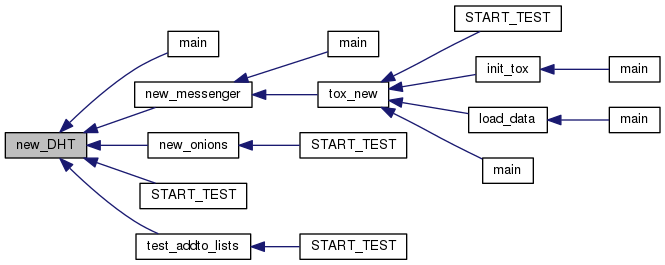 START_TEST
main
main
init_tox
main
new_messenger
tox_new
load_data
main
new_DHT
new_onions
START_TEST
main
START_TEST
test_addto_lists
START_TEST